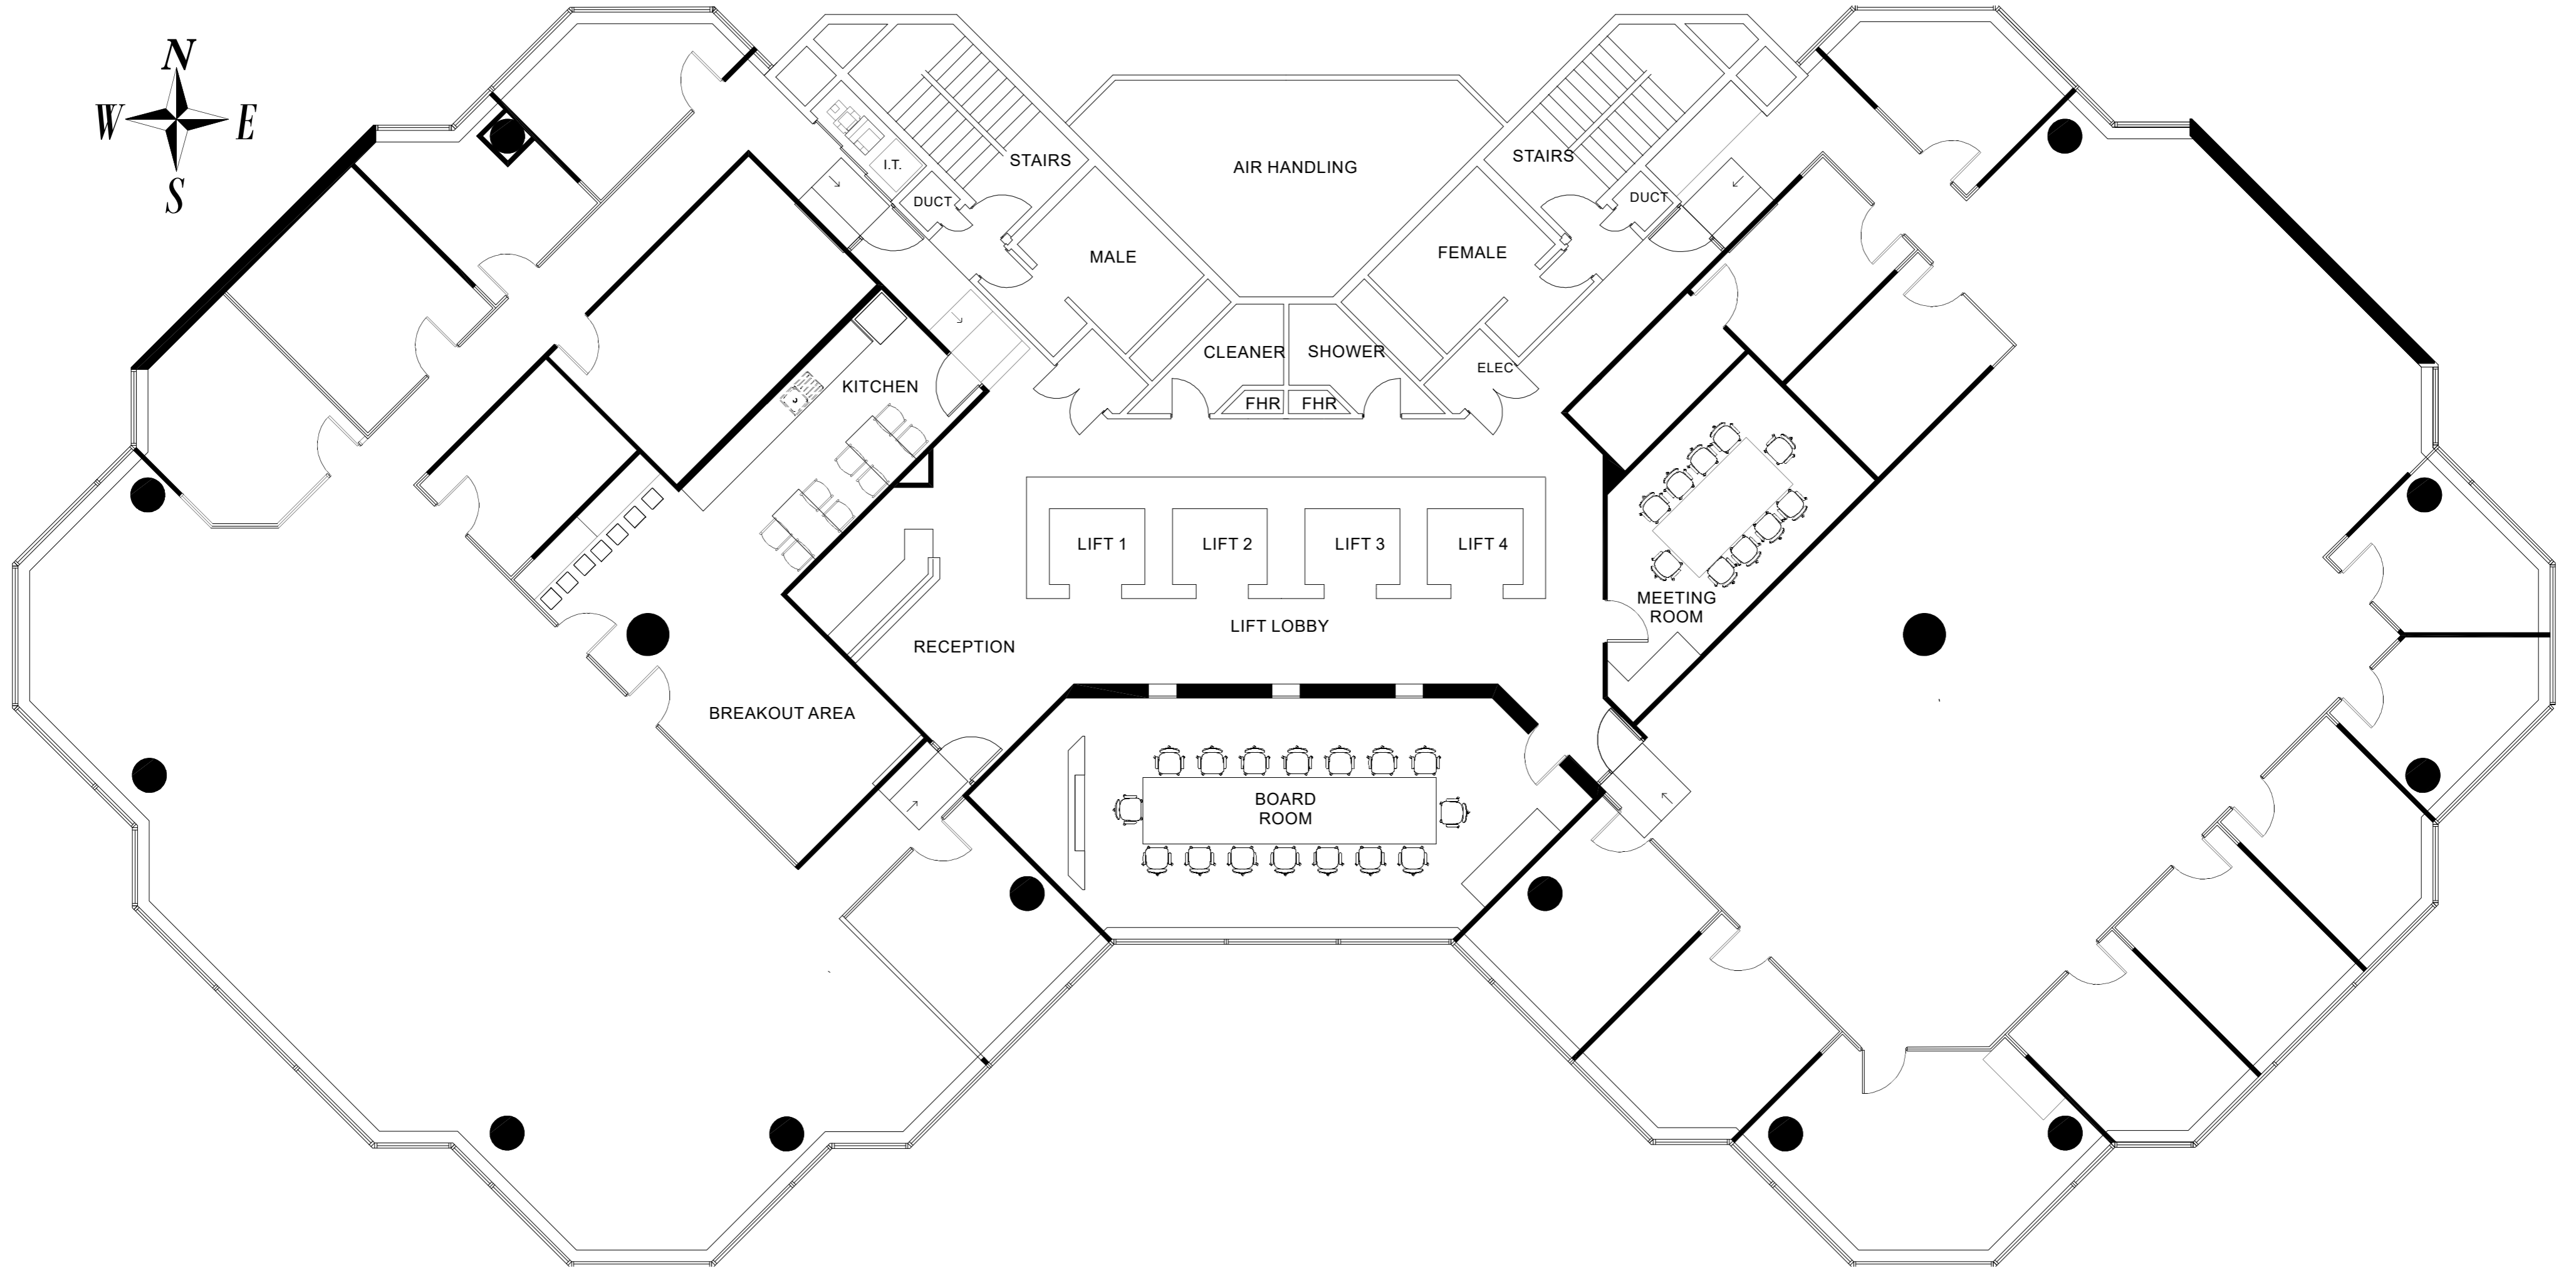 N
W E
S
STAIRS
STAIRS
AIR HANDLING
I.T.
DUCT
DUCT
MALE
FEMALE
CLEANER
SHOWER
ELEC
KITCHEN
FHR
FHR
LIFT 1
LIFT 2
LIFT 3
LIFT 4
MEETING
ROOM
LIFT LOBBY
RECEPTION
BREAKOUT AREA
BOARD
ROOM